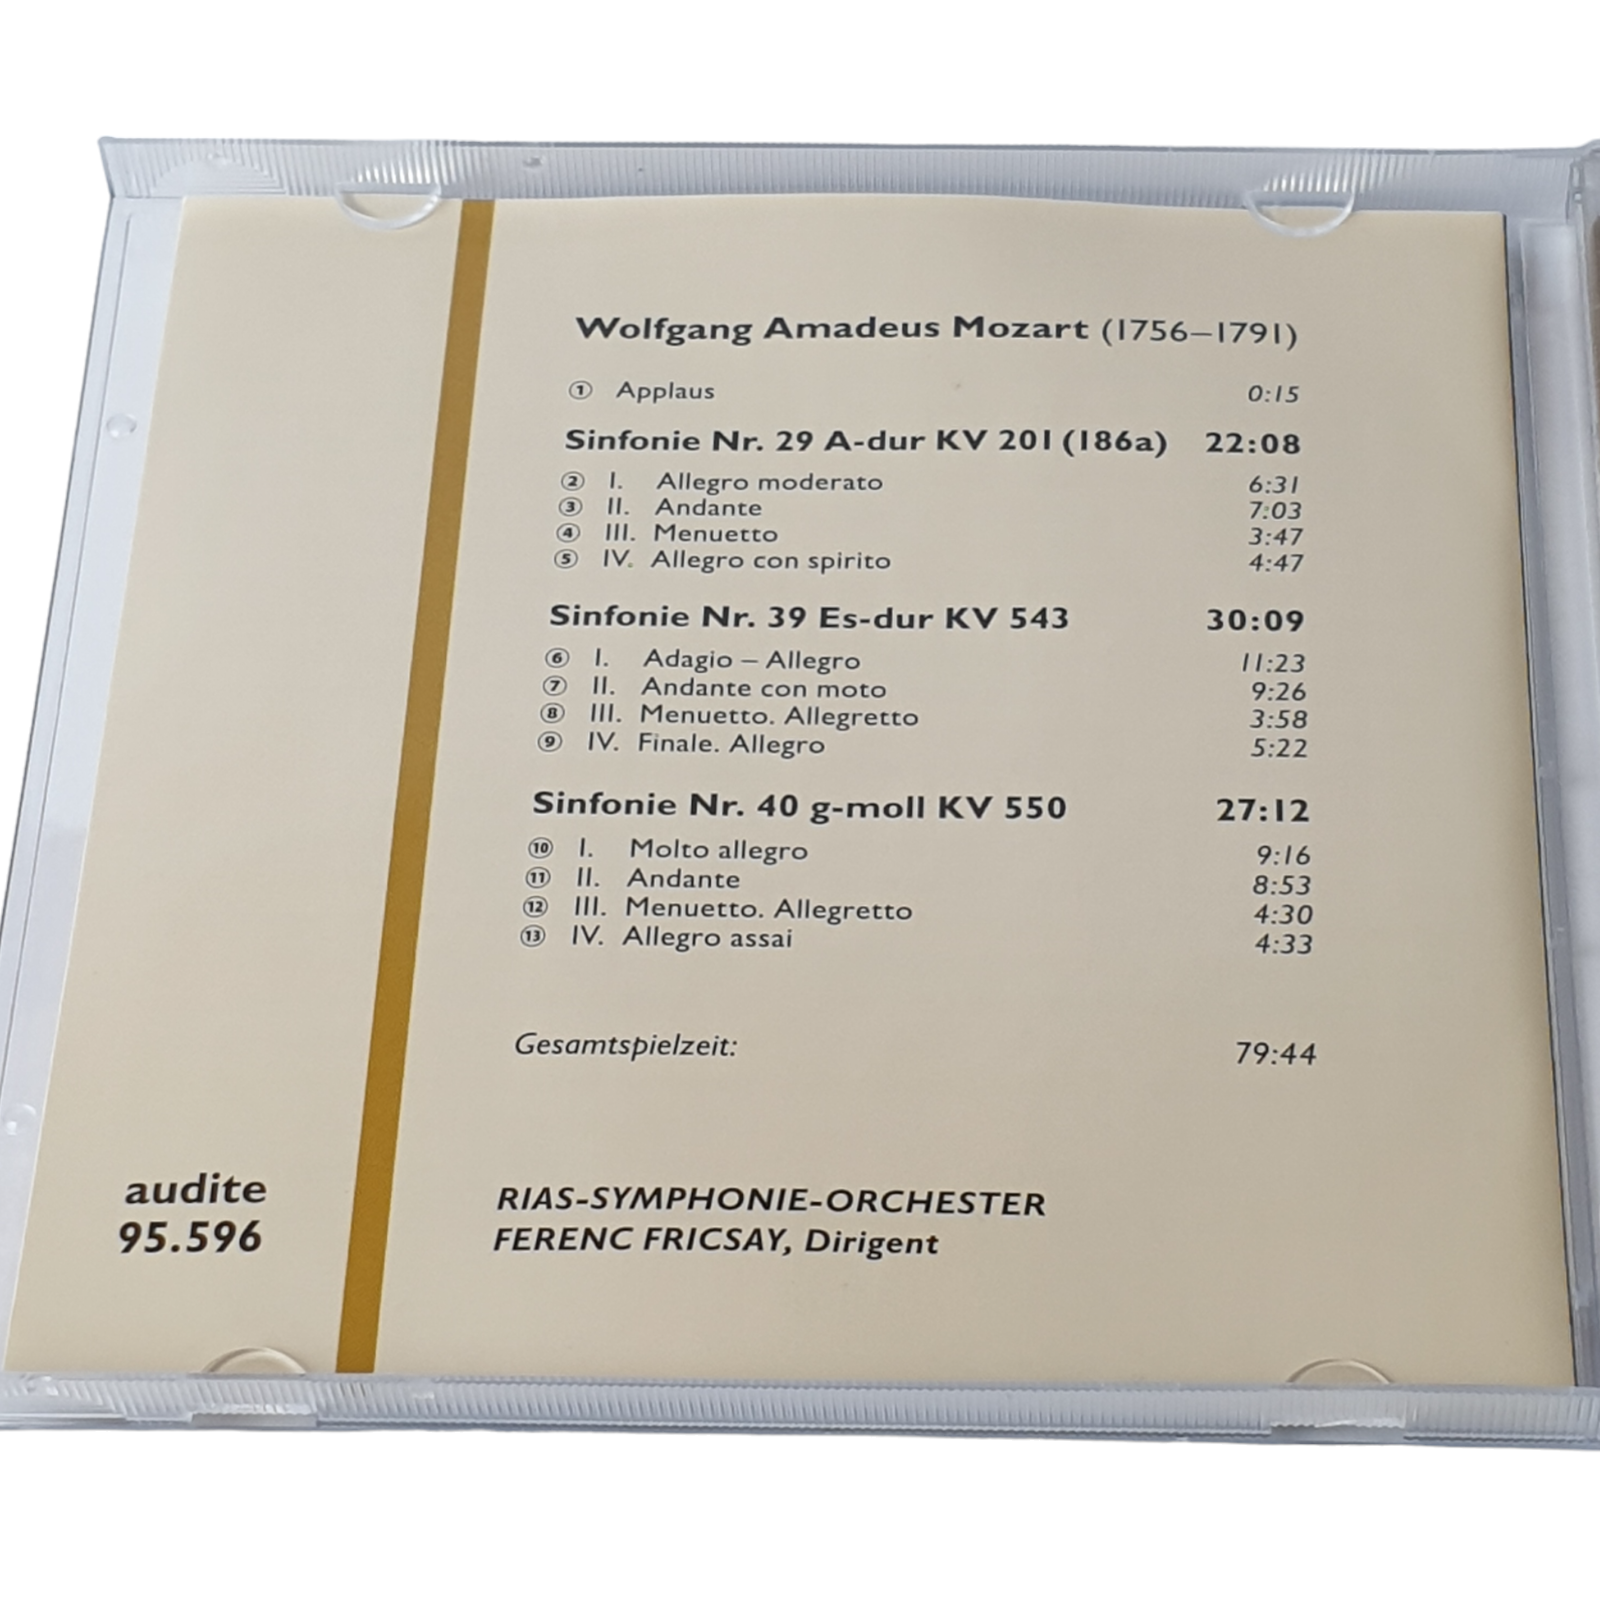 Wolfgang Amadeus Mozart (1756–1791)
① Applaus 0:15
Sinfonie Nr. 29 A-dur KV 201 (186a) 22:08
② I. Allegro moderato 6:31
③ II. Andante 7:03
④ III. Menuetto 3:47
⑤ IV. Allegro con spirito 4:47
Sinfonie Nr. 39 Es-dur KV 543 30:09
⑥ I. Adagio – Allegro 11:23
⑦ II. Andante con moto 9:26
⑧ III. Menuetto. Allegretto 3:58
⑨ IV. Finale. Allegro 5:22
Sinfonie Nr. 40 g-moll KV 550 27:12
⑩ I. Molto allegro 9:16
⑪ II. Andante 8:53
⑫ III. Menuetto. Allegretto 4:30
⑬ IV. Allegro assai 4:33
Gesamtspielzeit: 79:44
audite
95.596
RIAS-SYMPHONIE-ORCHESTER
FERENC FRICSAY, Dirigent